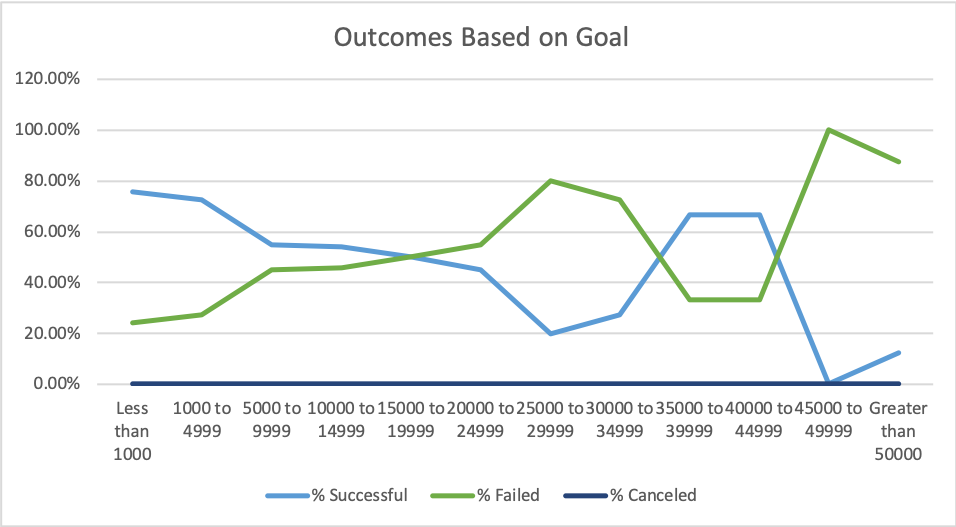 Outcomes Based on Goal
120.00%
100.00%
80.00%
60.00%
40.00%
20.00%
0.00%
Less than 1000
1000 to 4999
5000 to 9999
10000 to 14999
15000 to 19999
20000 to 24999
25000 to 29999
30000 to 34999
35000 to 39999
40000 to 44999
45000 to 49999
Greater than 50000
% Successful
% Failed
% Canceled